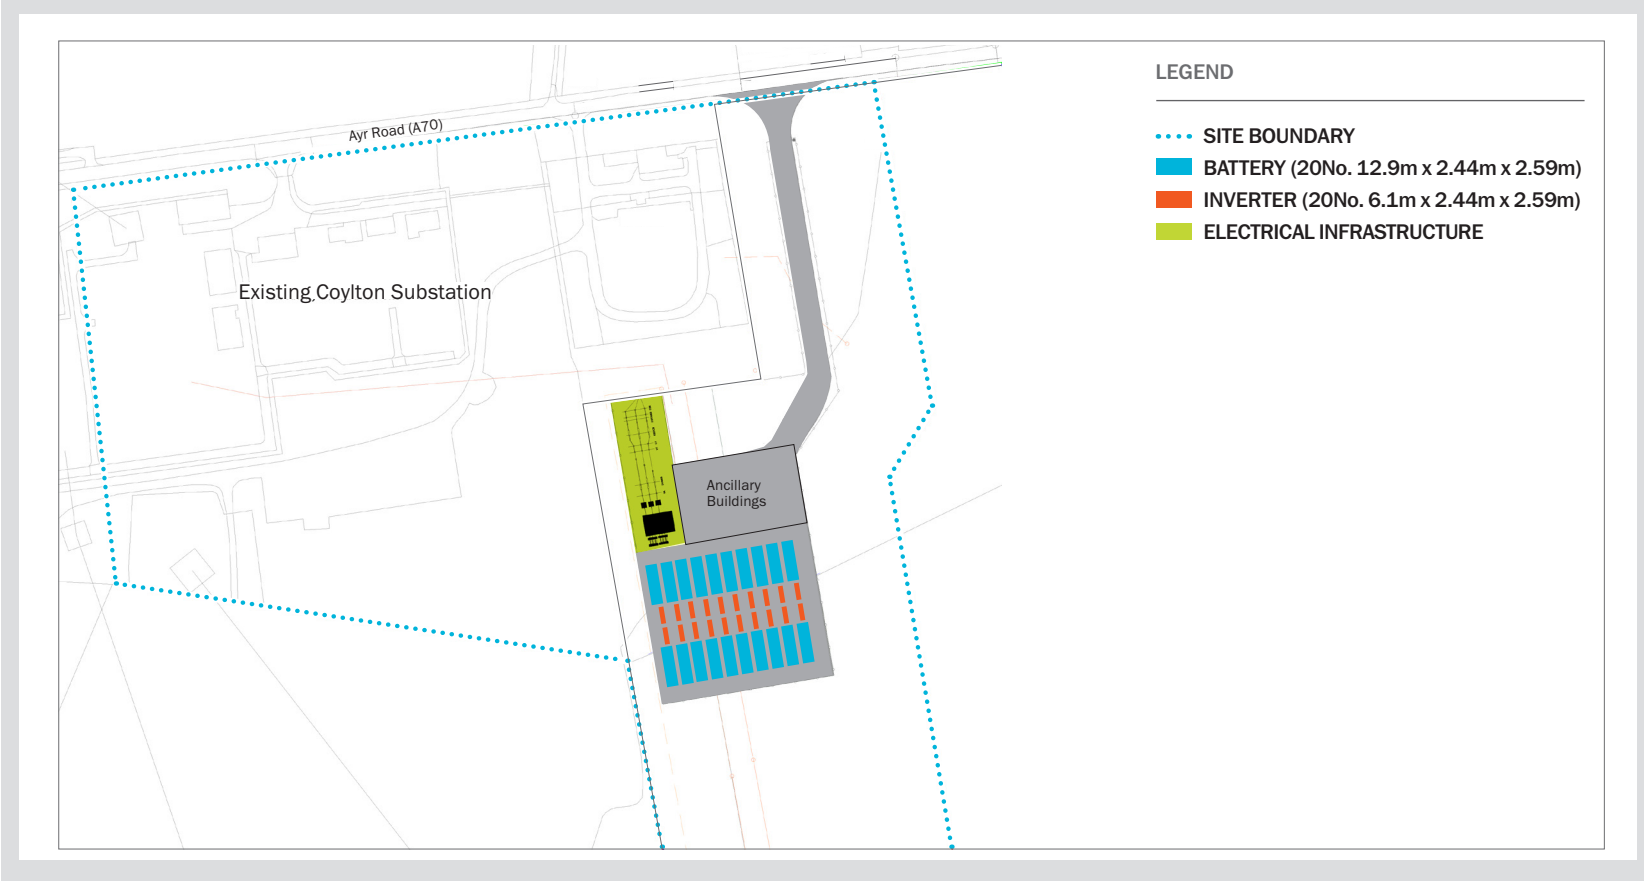 LEGEND
SITE BOUNDARY
BATTERY (20No. 12.9m x 2.44m x 2.59m)
INVERTER (20No. 6.1m x 2.44m x 2.59m)
ELECTRICAL INFRASTRUCTURE
Ayr Road (A70)
Existing Coylton Substation
Ancillary
Buildings